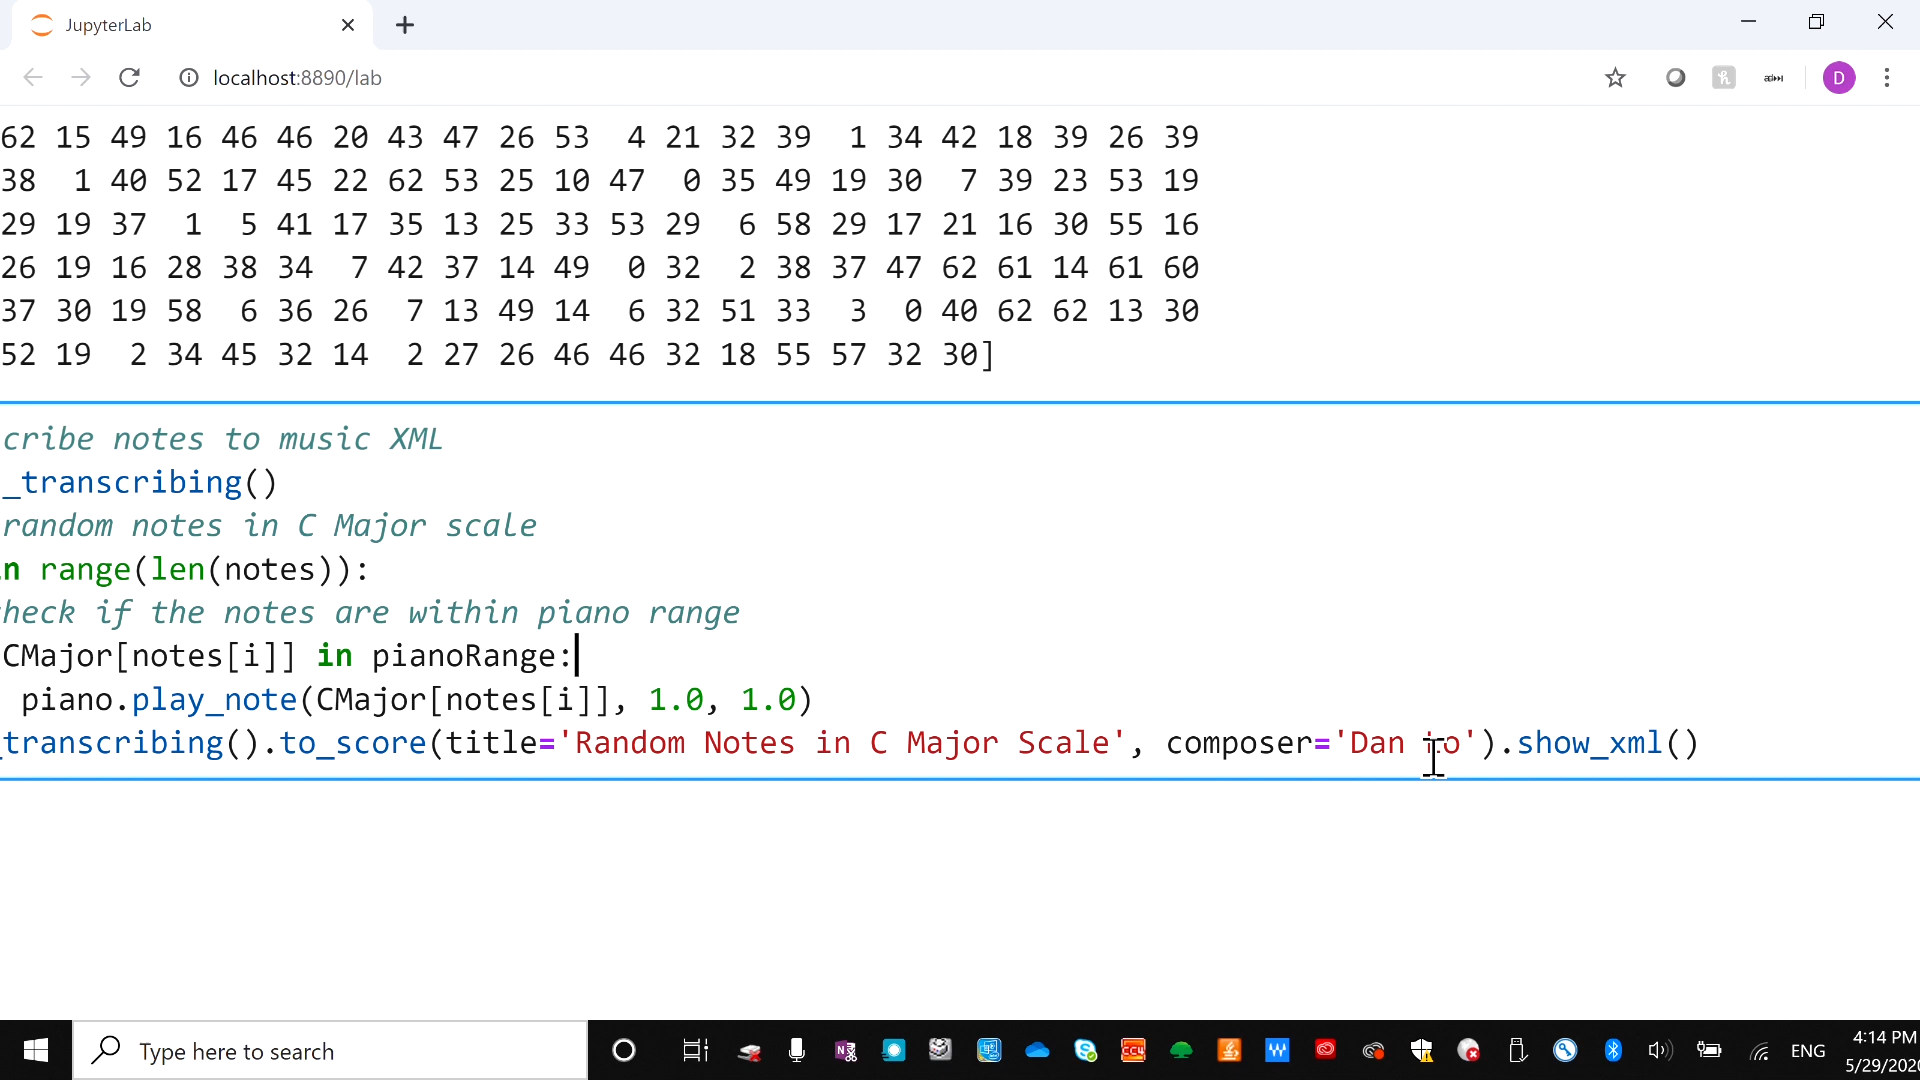 JupyterLab
localhost:8890/lab
D
62 15 49 16 46 46 20 43 47 26 53 4 21 32 39 1 34 42 18 39 26 39
38 1 40 52 17 45 22 62 53 25 10 47 0 35 49 19 30 7 39 23 53 19
29 19 37 1 5 41 17 35 13 25 33 53 29 6 58 29 17 21 16 30 55 16
26 19 16 28 38 34 7 42 37 14 49 0 32 2 38 37 47 62 61 14 61 60
37 30 19 58 6 36 26 7 13 49 14 6 32 51 33 3 0 40 62 62 13 30
52 19 2 34 45 32 14 2 27 26 46 46 32 18 55 57 32 30]
cribe notes to music XML
_transcribing()
random notes in C Major scale
n range(len(notes)):
heck if the notes are within piano range
CMajor[notes[i]] in pianoRange:
piano.play_note(CMajor[notes[i]], 1.0, 1.0)
_transcribing().to_score(title='Random Notes in C Major Scale', composer='Dan').show_xml()
Type here to search
ENG
4:14 PM
5/29/202